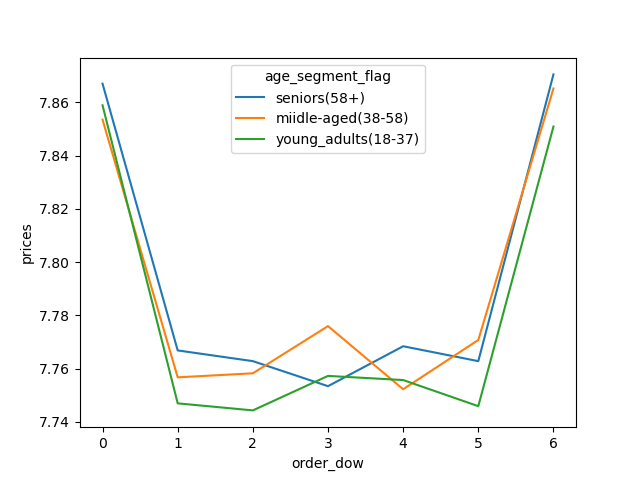 age_segment_flag
seniors(58+)
miidle-aged(38-58)
young_adults(18-37)
7.86
7.84
7.82
7.80
7.78
7.76
7.74
prices
0 1 2 3 4 5 6
order_dow